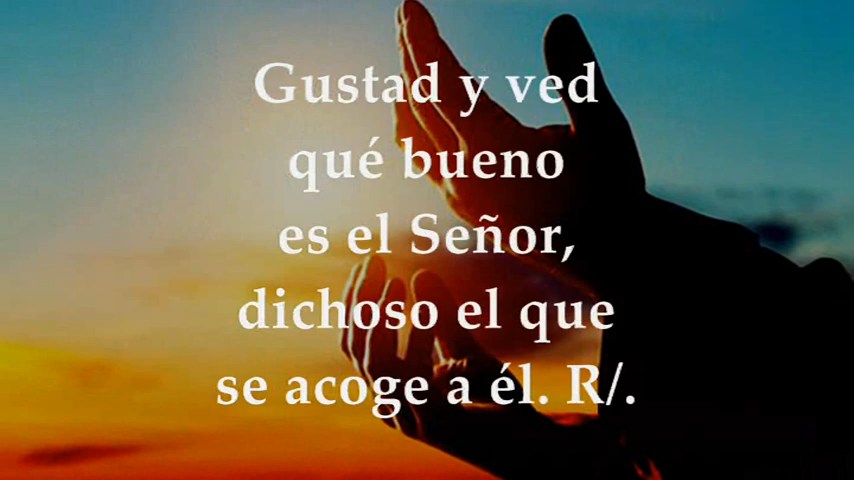 Gustad y ved
qué bueno
es el Señor,
dichoso el que
se acoge a él. R/.